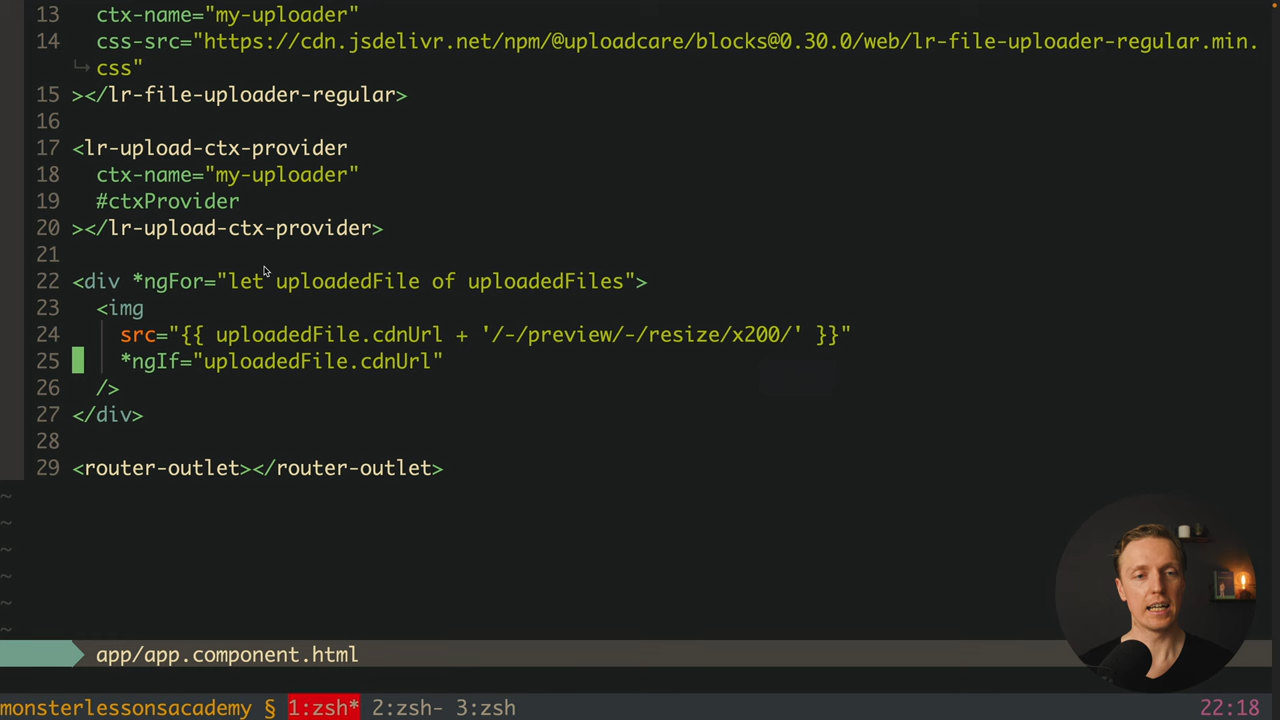 13 ctx-name="my-uploader"
14 css-src="https://cdn.jsdelivr.net/npm/@uploadcare/blocks@0.30.0/web/lr-file-uploader-regular.min.
↪ css"
15 ></lr-file-uploader-regular>
16
17 <lr-upload-ctx-provider
18 ctx-name="my-uploader"
19 #ctxProvider
20 ></lr-upload-ctx-provider>
21
22 <div *ngFor="let uploadedFile of uploadedFiles">
23 <img
24 src="{{ uploadedFile.cdnUrl + '/-/preview/-/resize/x200/' }}"
25 *ngIf="uploadedFile.cdnUrl"
26 />
27 </div>
28
29 <router-outlet></router-outlet>
~
~
~
~
~
~
app/app.component.html
monsterlessonsacademy § 1:zsh* 2:zsh- 3:zsh 22:18